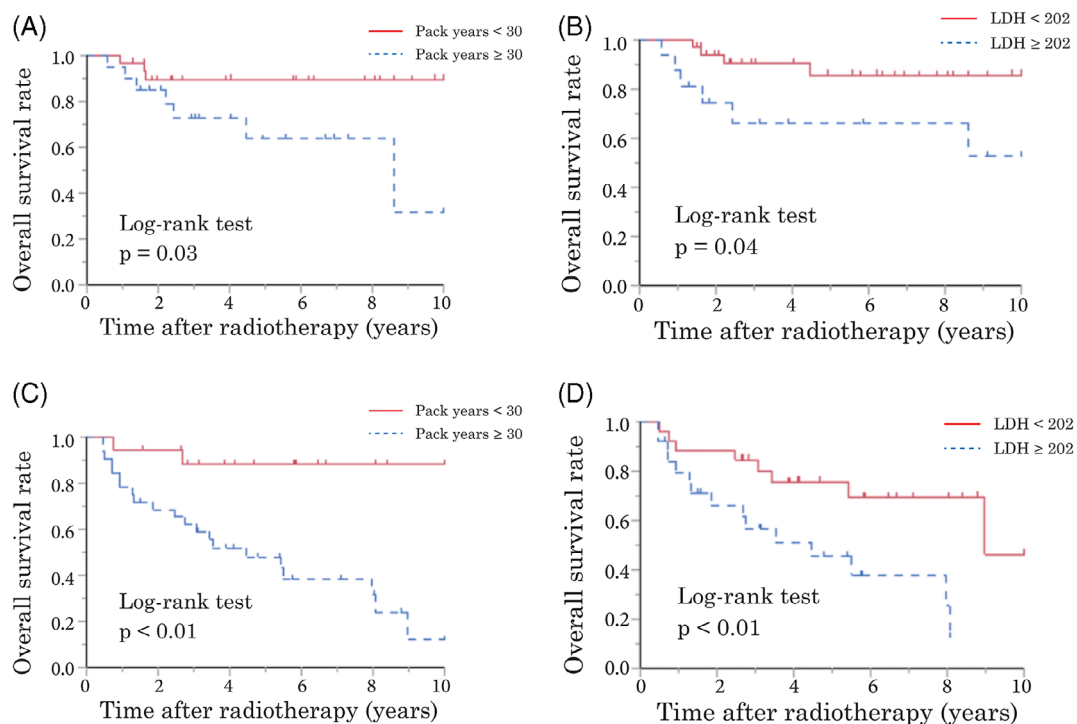 (A)
Pack years < 30
Pack years ≥ 30
Overall survival rate
1.0
0.8
0.6
0.4
0.2
0.0
Log-rank test
p = 0.03
0 2 4 6 8 10
Time after radiotherapy (years)
(B)
LDH < 202
LDH ≥ 202
Overall survival rate
1.0
0.8
0.6
0.4
0.2
0.0
Log-rank test
p = 0.04
0 2 4 6 8 10
Time after radiotherapy (years)
(C)
Pack years < 30
Pack years ≥ 30
Overall survival rate
1.0
0.8
0.6
0.4
0.2
0.0
Log-rank test
p < 0.01
0 2 4 6 8 10
Time after radiotherapy (years)
(D)
LDH < 202
LDH ≥ 202
Overall survival rate
1.0
0.8
0.6
0.4
0.2
0.0
Log-rank test
p < 0.01
0 2 4 6 8 10
Time after radiotherapy (years)